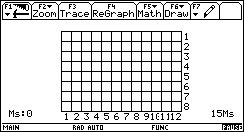 F1 F2 Zoom F3 Trace F4 ReGraph F5 Math F6 Draw F7
1
2
3
4
5
6
7
8
1 2 3 4 5 6 7 8 9 10 11 12
Ms:0 15Ms
MAIN RAD AUTO FUNC PAUSE